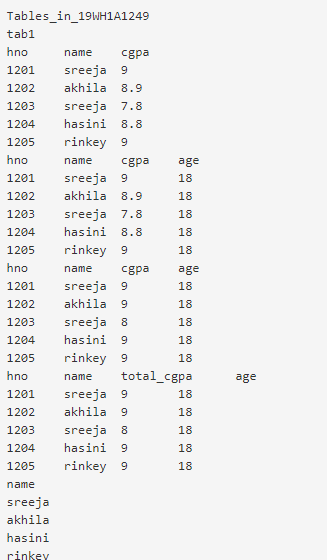 Tables_in_19WH1A1249
tab1
hno name cgpa
1201 sreeja 9
1202 akhila 8.9
1203 sreeja 7.8
1204 hasini 8.8
1205 rinkey 9
hno name cgpa age
1201 sreeja 9 18
1202 akhila 8.9 18
1203 sreeja 7.8 18
1204 hasini 8.8 18
1205 rinkey 9 18
hno name cgpa age
1201 sreeja 9 18
1202 akhila 9 18
1203 sreeja 8 18
1204 hasini 9 18
1205 rinkey 9 18
hno name total_cgpa age
1201 sreeja 9 18
1202 akhila 9 18
1203 sreeja 8 18
1204 hasini 9 18
1205 rinkey 9 18
name
sreeja
akhila
hasini
rinkey